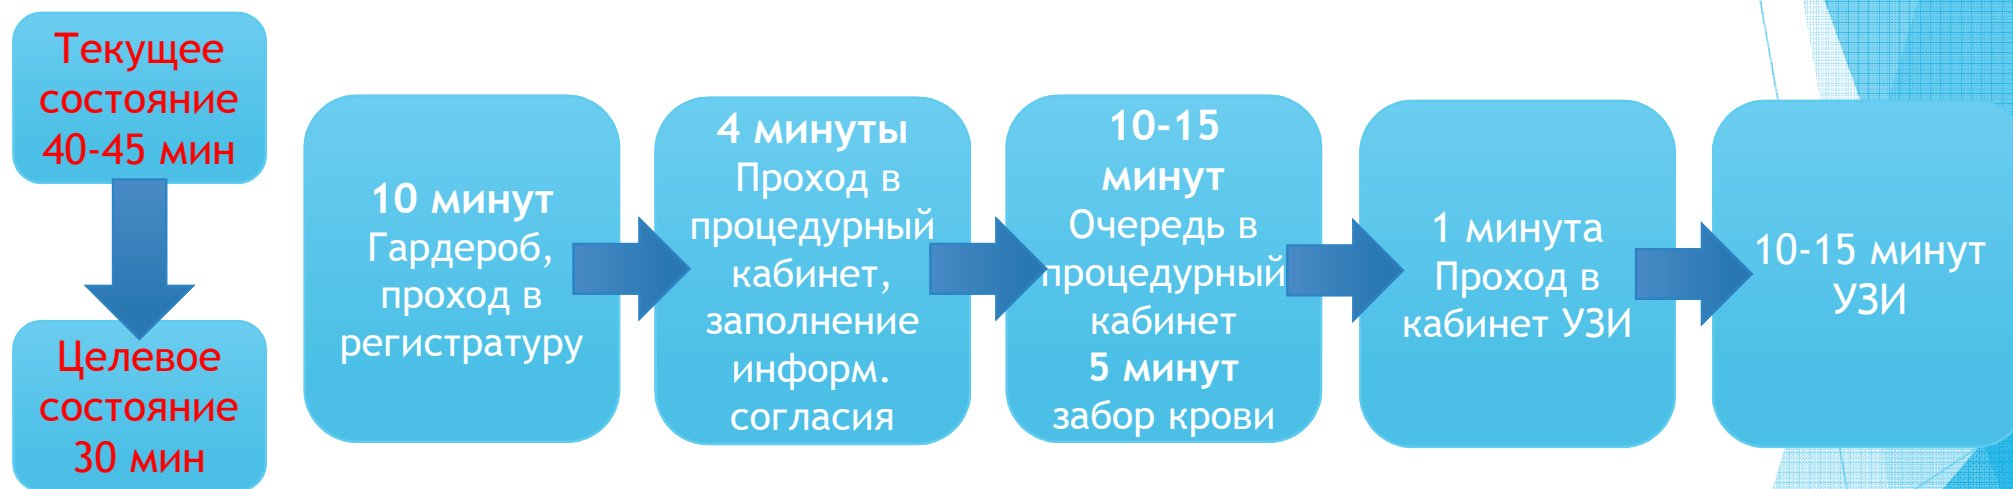 Текущее
состояние
40-45 мин
Целевое
состояние
30 мин
10 минут
Гардероб,
проход в
регистратуру
4 минуты
Проход в
процедурный
кабинет,
заполнение
информ.
согласия
10-15
минут
Очередь в
процедурный
кабинет
5 минут
забор крови
1 минута
Проход в
кабинет УЗИ
10-15 минут
УЗИ